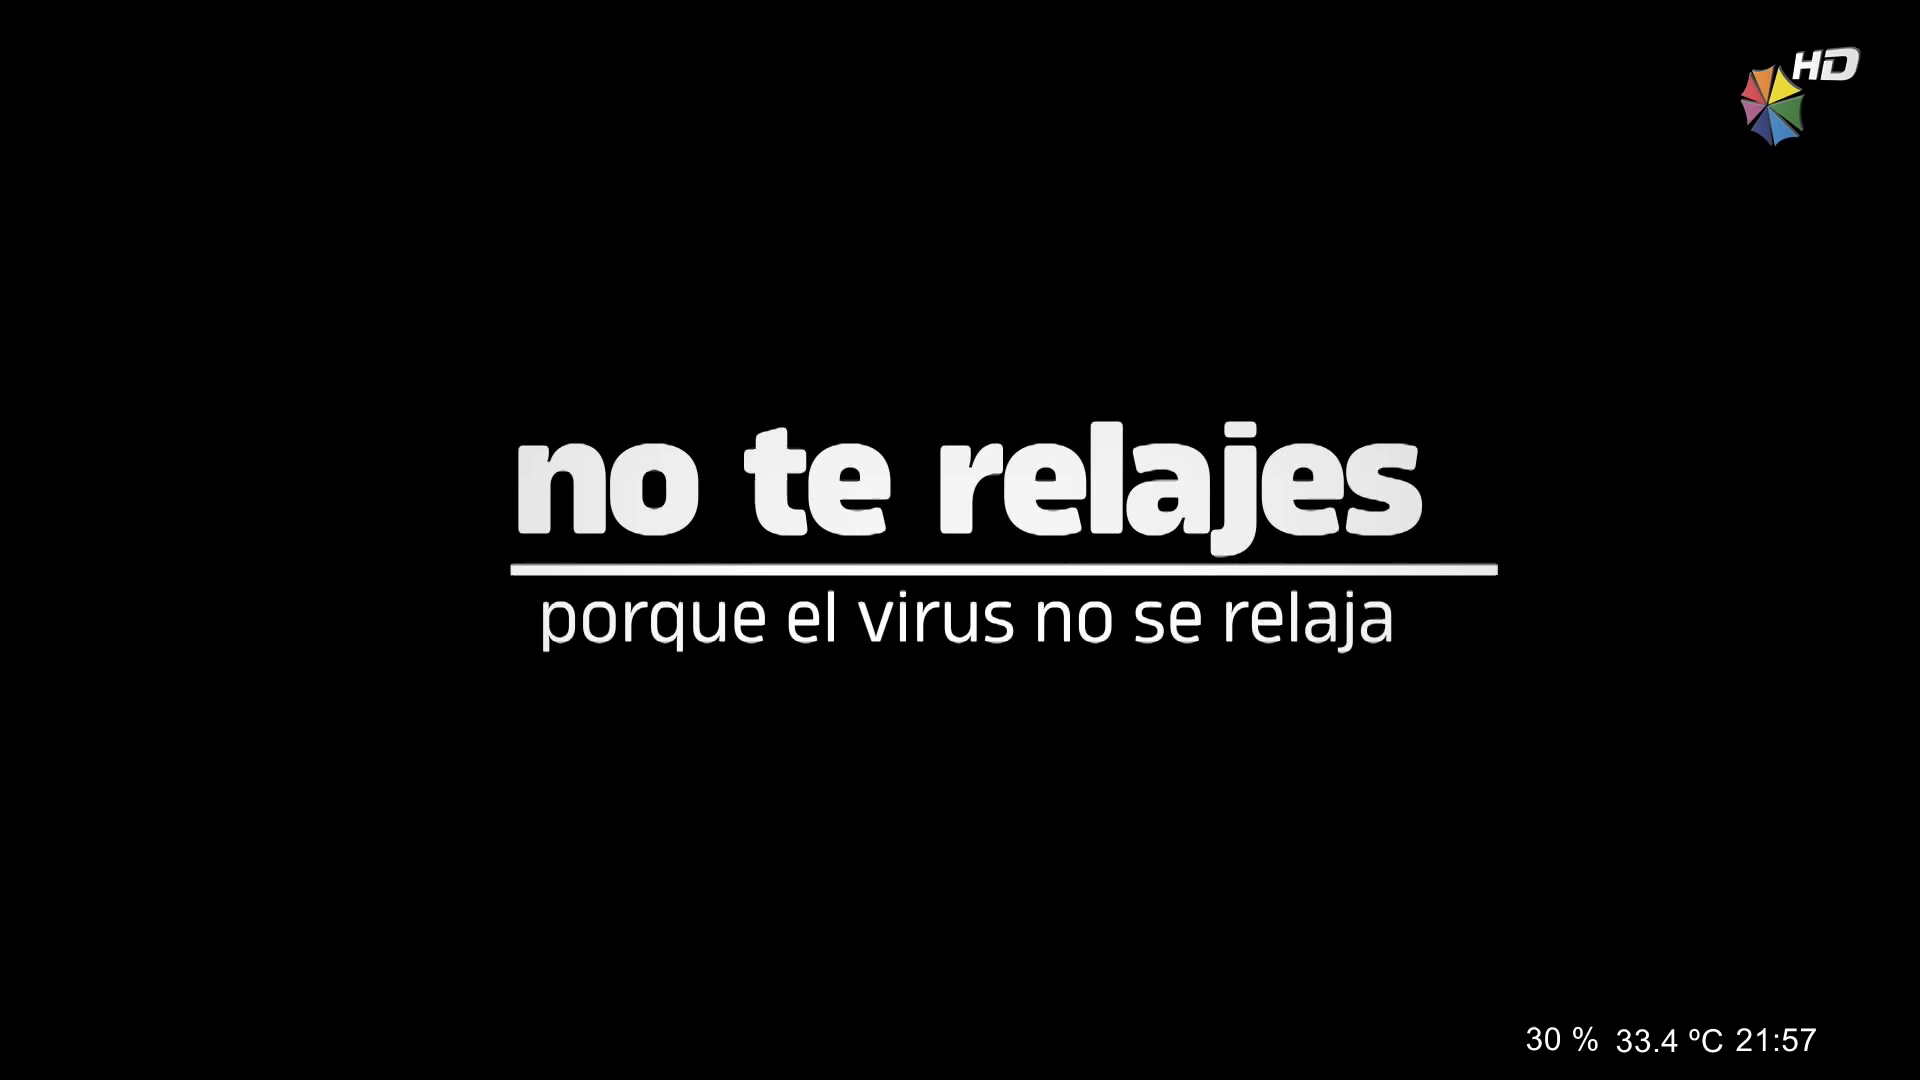 HD
no te relajes
porque el virus no se relaja
30 % 33.4 ºC 21:57